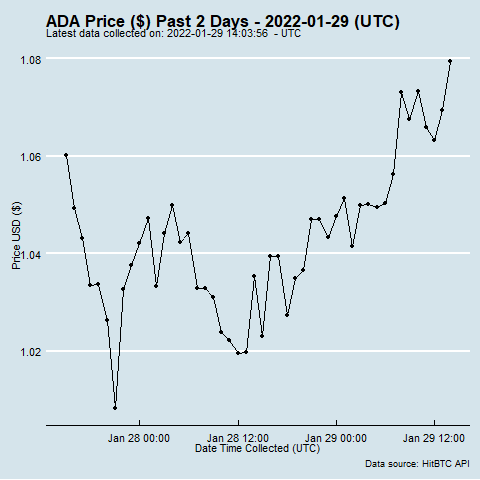 ADA Price ($) Past 2 Days - 2022-01-29 (UTC)
Latest data collected on: 2022-01-29 14:03:56 - UTC
1.08
1.06
1.04
1.02
Price USD ($)
Jan 28 00:00 Jan 28 12:00 Jan 29 00:00 Jan 29 12:00
Date Time Collected (UTC)
Data source: HitBTC API